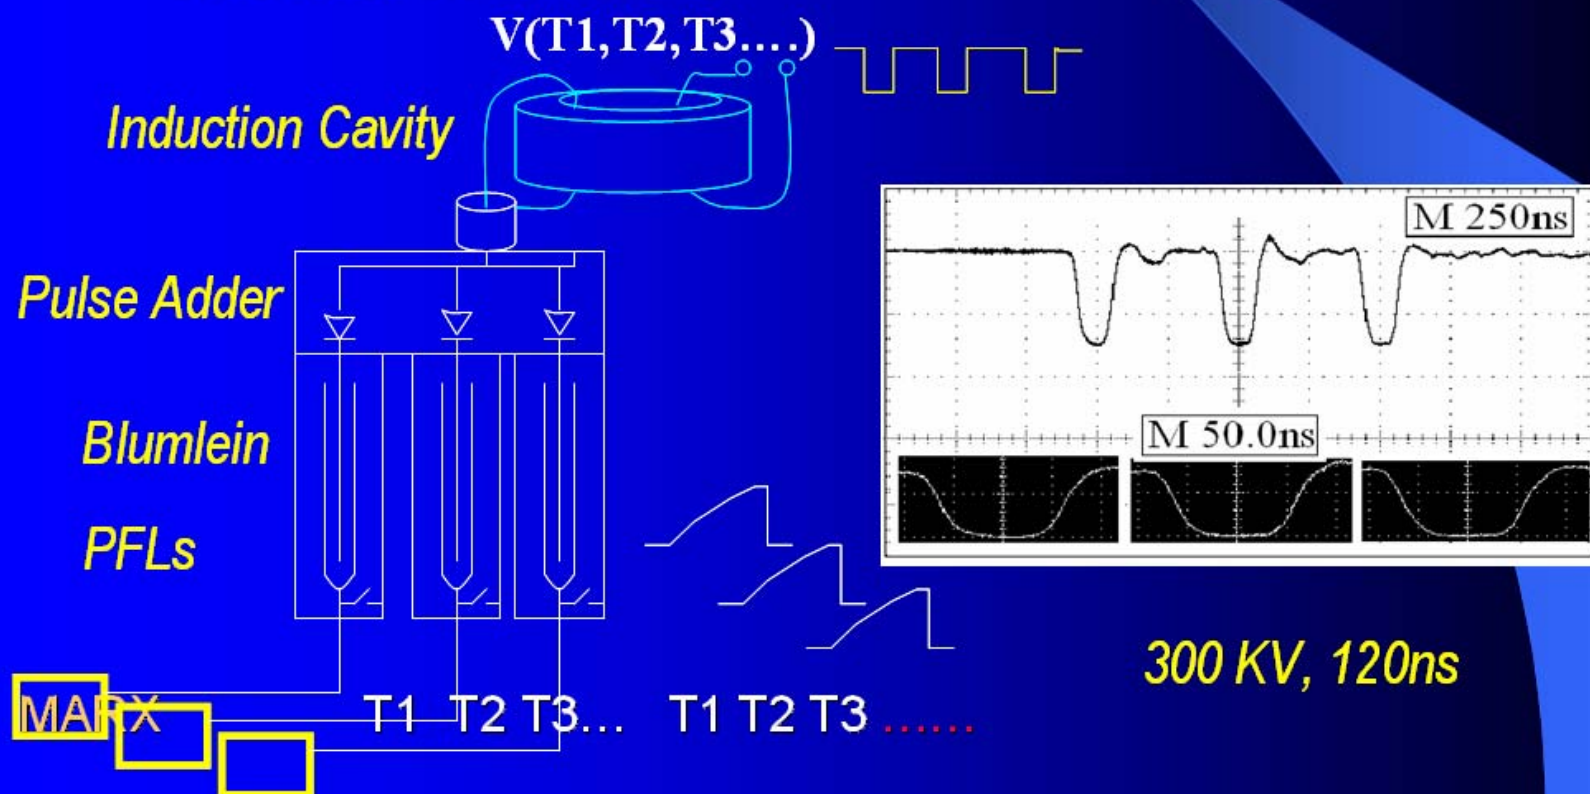 V(T1,T2,T3....)
Induction Cavity
M 250ns
Pulse Adder
M 50.0ns
Blumlein
PFLs
300 KV, 120ns
MARX
T1 T2 T3... T1 T2 T3 ......